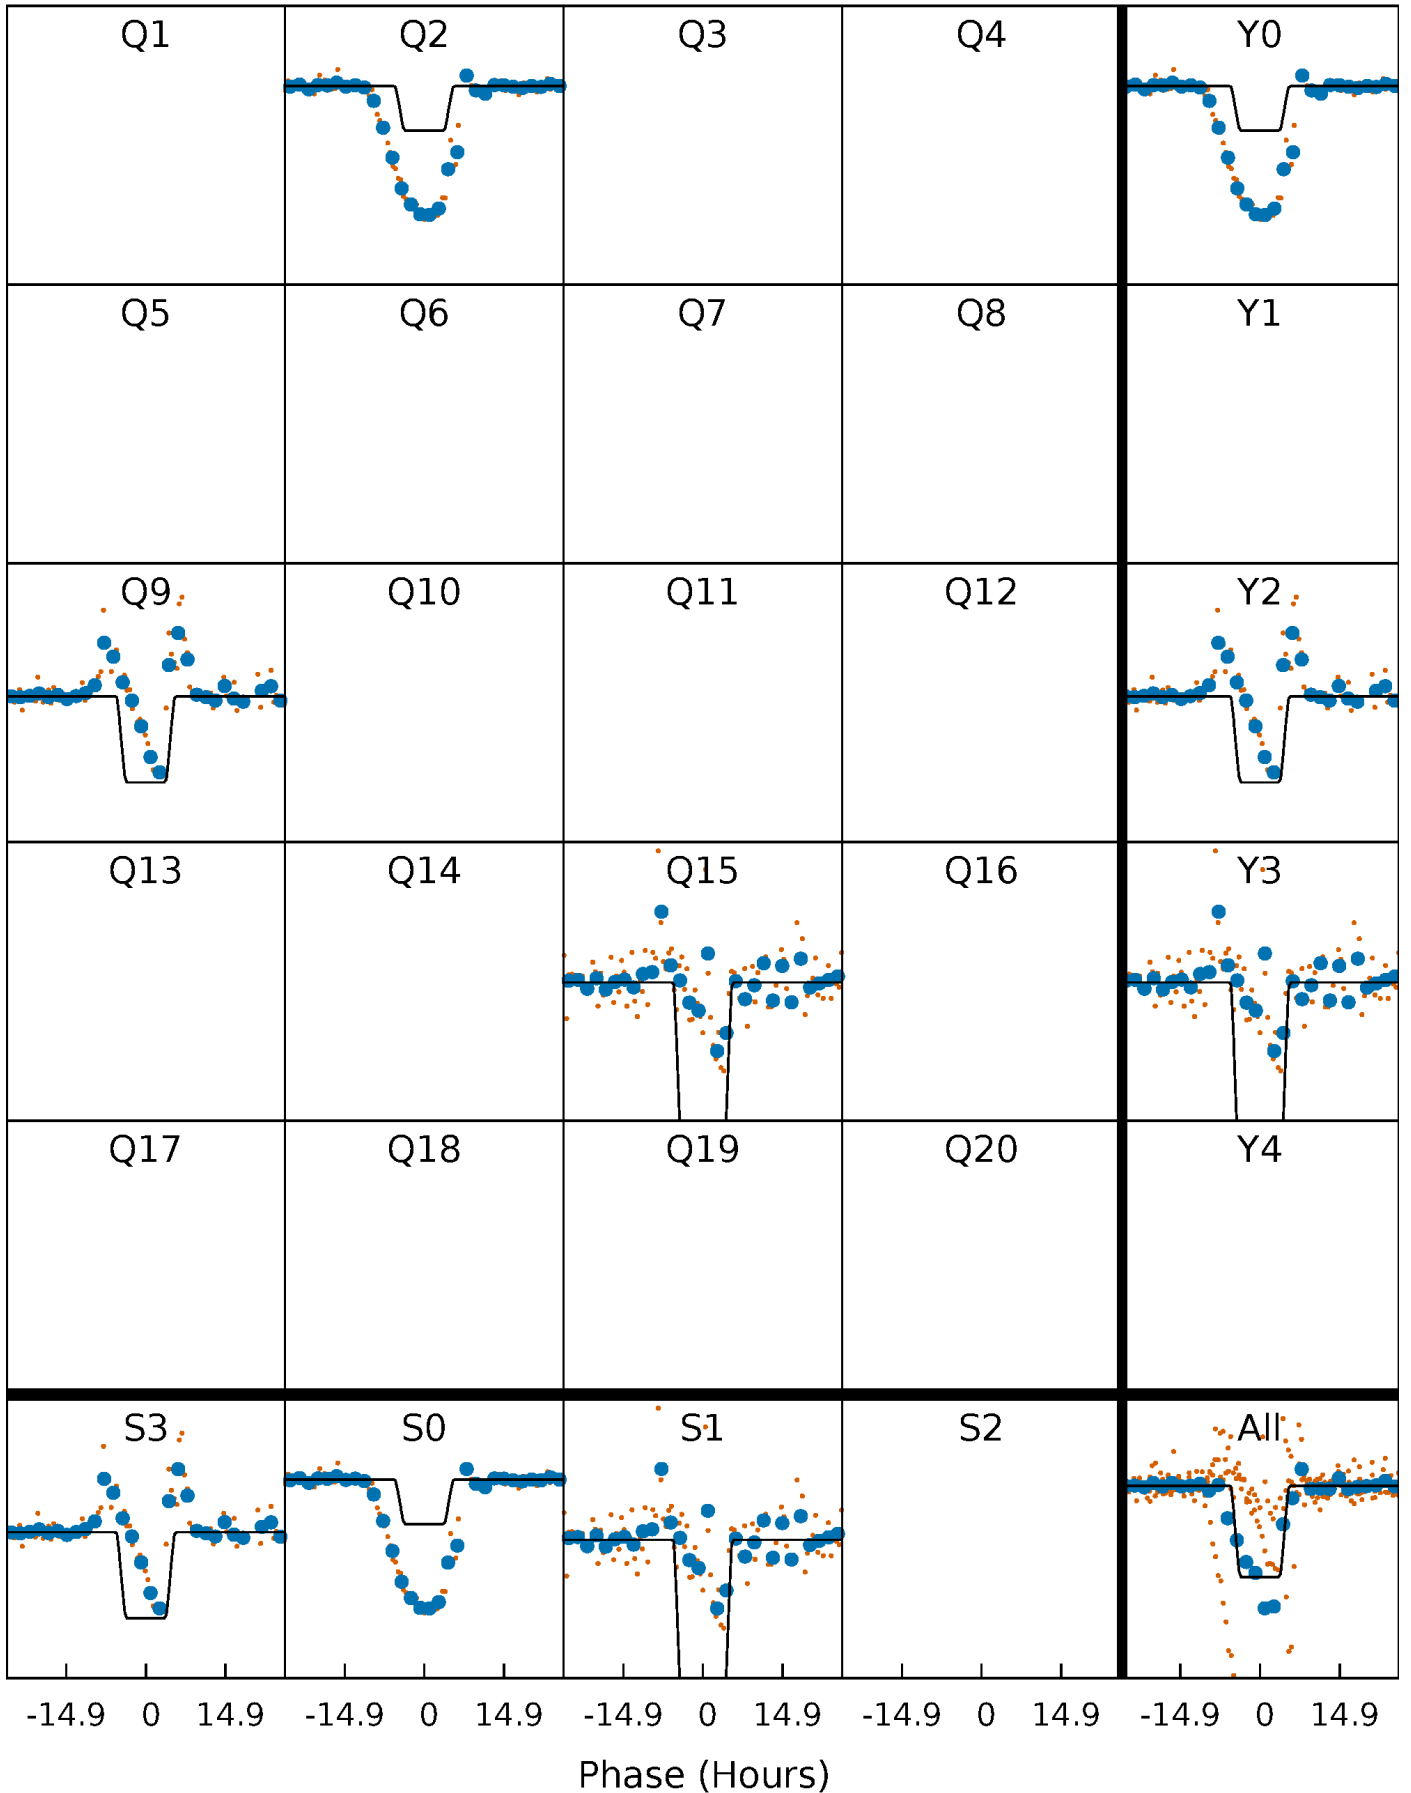 Q1 Q2 Q3 Q4 Y0
Q5 Q6 Q7 Q8 Y1
Q9 Q10 Q11 Q12 Y2
Q13 Q14 Q15 Q16 Y3
Q17 Q18 Q19 Q20 Y4
S3 S0 S1 S2 All
-14.9 0 14.9 -14.9 0 14.9 -14.9 0 14.9 -14.9 0 14.9 -14.9 0 14.9
Phase (Hours)